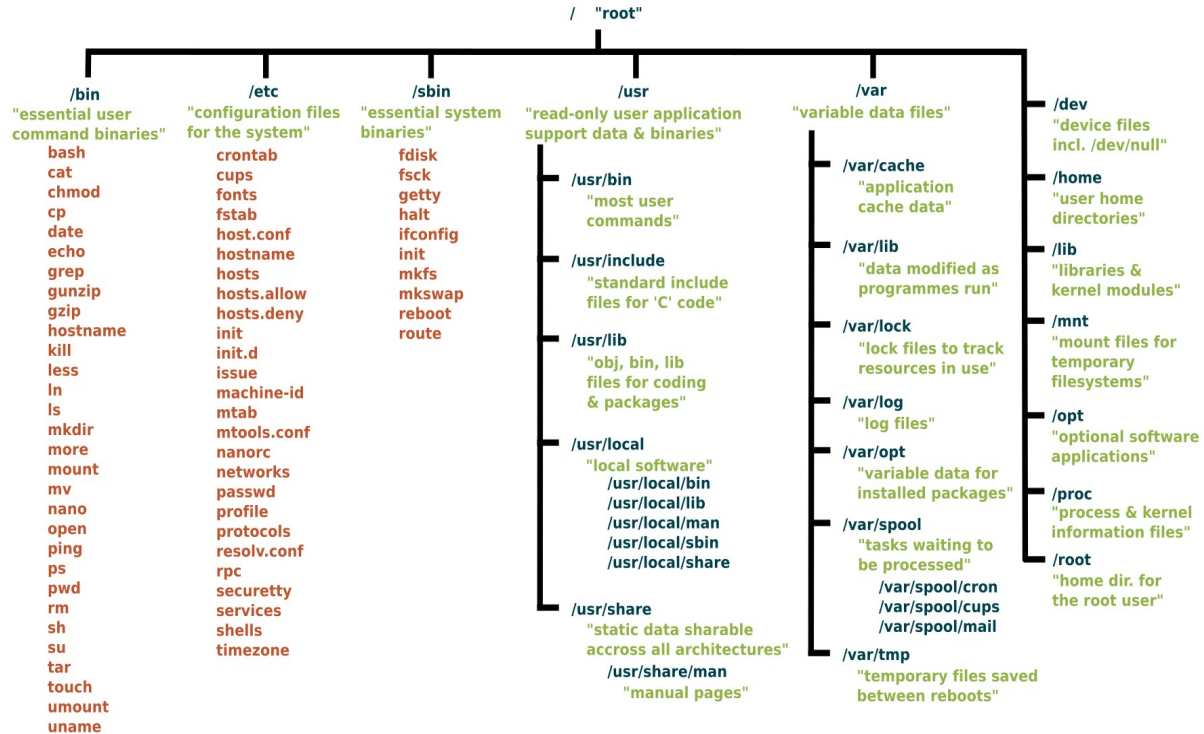 / "root"
/bin
"essential user
command binaries"
bash
cat
chmod
cp
date
echo
grep
gunzip
gzip
hostname
kill
less
ln
ls
mkdir
more
mount
mv
nano
open
ping
ps
pwd
rm
sh
su
tar
touch
umount
uname
/etc
"configuration files
for the system"
crontab
cups
fonts
fstab
host.conf
hostname
hosts
hosts.allow
hosts.deny
init
init.d
issue
machine-id
mtab
mtools.conf
nanorc
networks
passwd
profile
protocols
resolv.conf
rpc
securetty
services
shells
timezone
/sbin
"essential system
binaries"
fdisk
fsck
getty
halt
ifconfig
init
mkfs
mkswap
reboot
route
/usr
"read-only user application
support data & binaries"
/usr/bin
"most user
commands"
/usr/include
"standard include
files for 'C' code"
/usr/lib
"obj, bin, lib
files for coding
& packages"
/usr/local
"local software"
/usr/local/bin
/usr/local/lib
/usr/local/man
/usr/local/sbin
/usr/local/share
/usr/share
"static data sharable
accross all architectures"
/usr/share/man
"manual pages"
/var
"variable data files"
/var/cache
"application
cache data"
/var/lib
"data modified as
programmes run"
/var/lock
"lock files to track
resources in use"
/var/log
"log files"
/var/opt
"variable data for
installed packages"
/var/spool
"tasks waiting to
be processed"
/var/spool/cron
/var/spool/cups
/var/spool/mail
/var/tmp
"temporary files saved
between reboots"
/dev
"device files
incl. /dev/null"
/home
"user home
directories"
/lib
"libraries &
kernel modules"
/mnt
"mount files for
temporary
filesystems"
/opt
"optional software
applications"
/proc
"process & kernel
information files"
/root
"home dir. for
the root user"